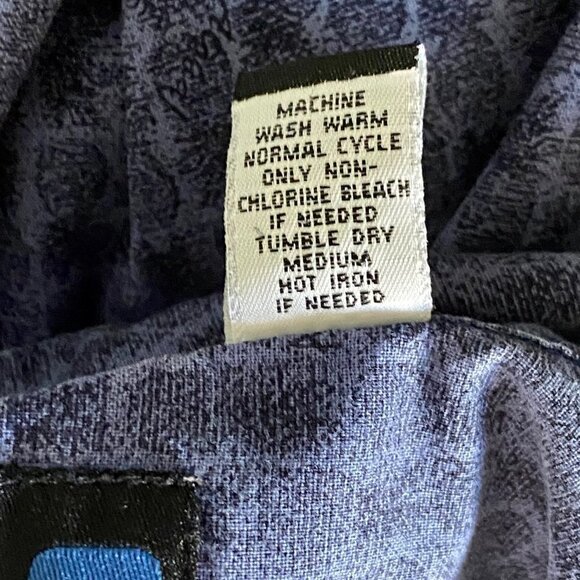 MACHINE
WASH WARM
NORMAL CYCLE
ONLY NON-
CHLORINE BLEACH
IF NEEDED
TUMBLE DRY
MEDIUM
HOT IRON
IF NEEDED